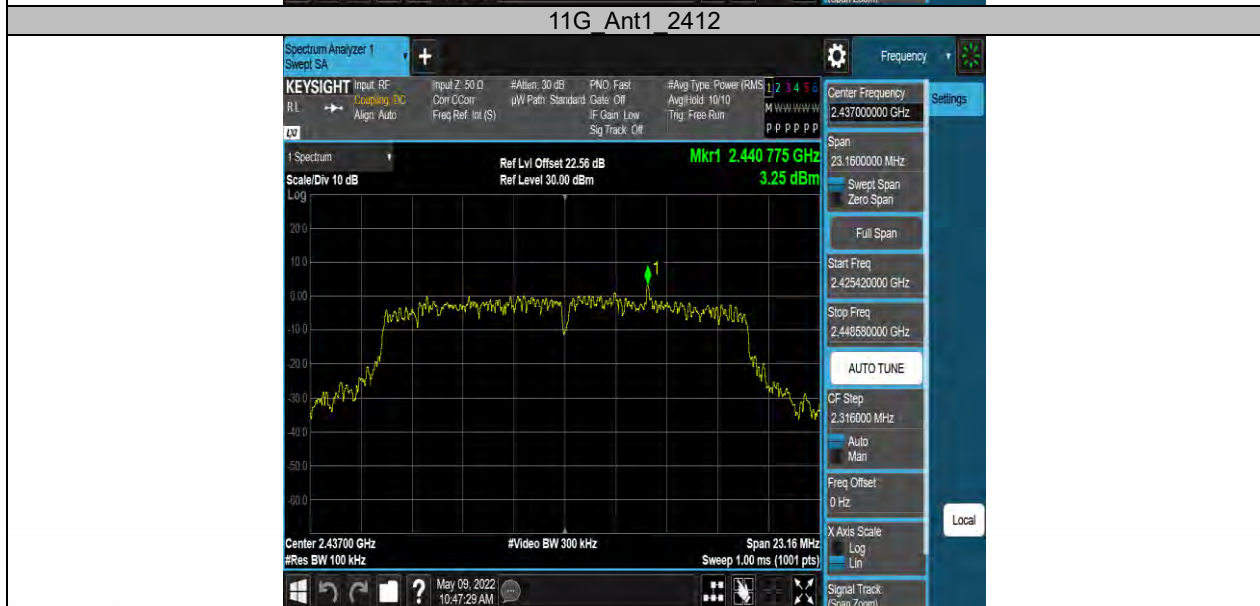 (Span Zoom)
11G_Ant1_2412
Spectrum Analyzer 1
Swept SA
+
Frequency
KEYSIGHT
Input: RF
Coupling: DC
Align: Auto
Input Z: 50 Ω
Corr CCorr
Freq Ref: Int (S)
#Atten: 30 dB
µW Path: Standard
PNO: Fast
Gate: Off
IF Gain: Low
Sig Track: Off
#Avg Type: Power (RMS
Avg|Hold: 10/10
Trig: Free Run
1 2 3 4 5 6
M W W W W W
P P P P P P
RL
LXI
Center Frequency
2.437000000 GHz
Settings
Span
23.1600000 MHz
Swept Span
Zero Span
Full Span
Start Freq
2.425420000 GHz
Stop Freq
2.448580000 GHz
AUTO TUNE
CF Step
2.316000 MHz
Auto
Man
Freq Offset
0 Hz
X Axis Scale
Log
Lin
Local
Signal Track
(Span Zoom)
1 Spectrum
Scale/Div 10 dB
Log
Ref Lvl Offset 22.56 dB
Ref Level 30.00 dBm
Mkr1 2.440 775 GHz
3.25 dBm
20.0
10.0
0.00
-10.0
-20.0
-30.0
-40.0
-50.0
-60.0
1
Center 2.43700 GHz
#Res BW 100 kHz
#Video BW 300 kHz
Span 23.16 MHz
Sweep 1.00 ms (1001 pts)
?
May 09, 2022
10:47:29 AM